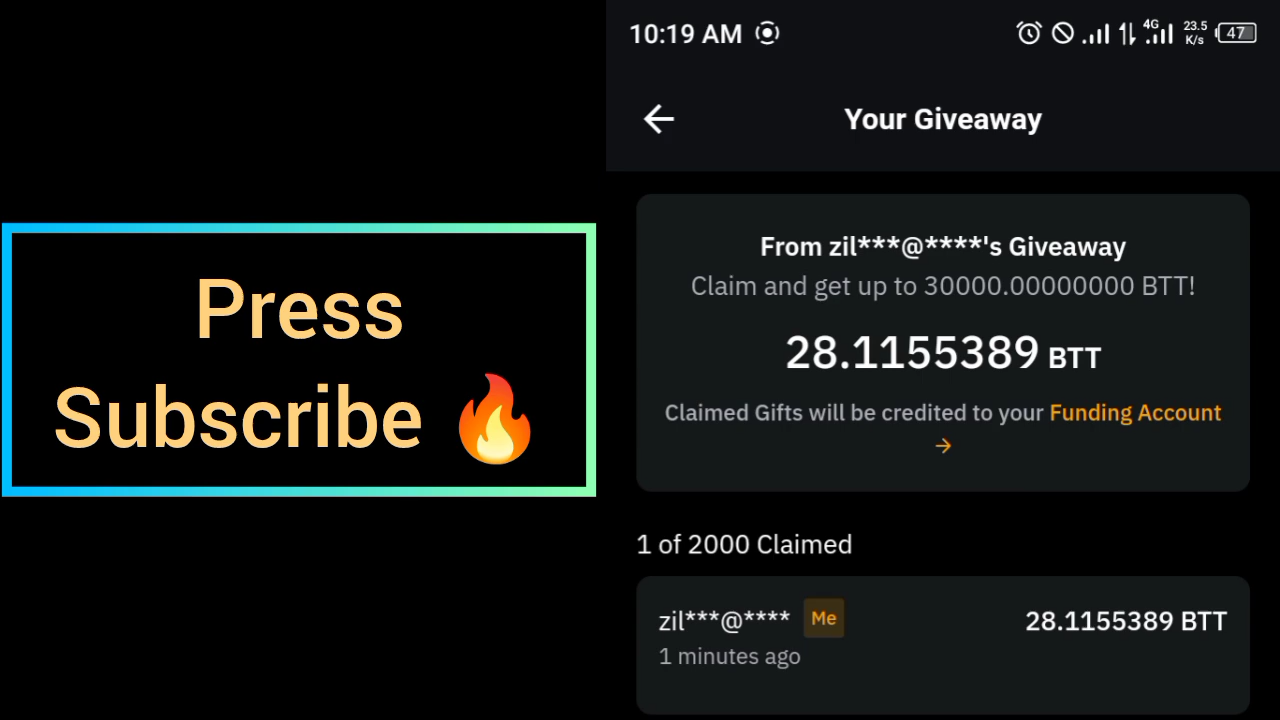 Press
Subscribe 🔥
10:19 AM 4G 23.5 K/s 47
Your Giveaway
From zil***@****'s Giveaway
Claim and get up to 30000.00000000 BTT!
28.1155389 BTT
Claimed Gifts will be credited to your Funding Account
→
1 of 2000 Claimed
zil***@**** Me 28.1155389 BTT
1 minutes ago